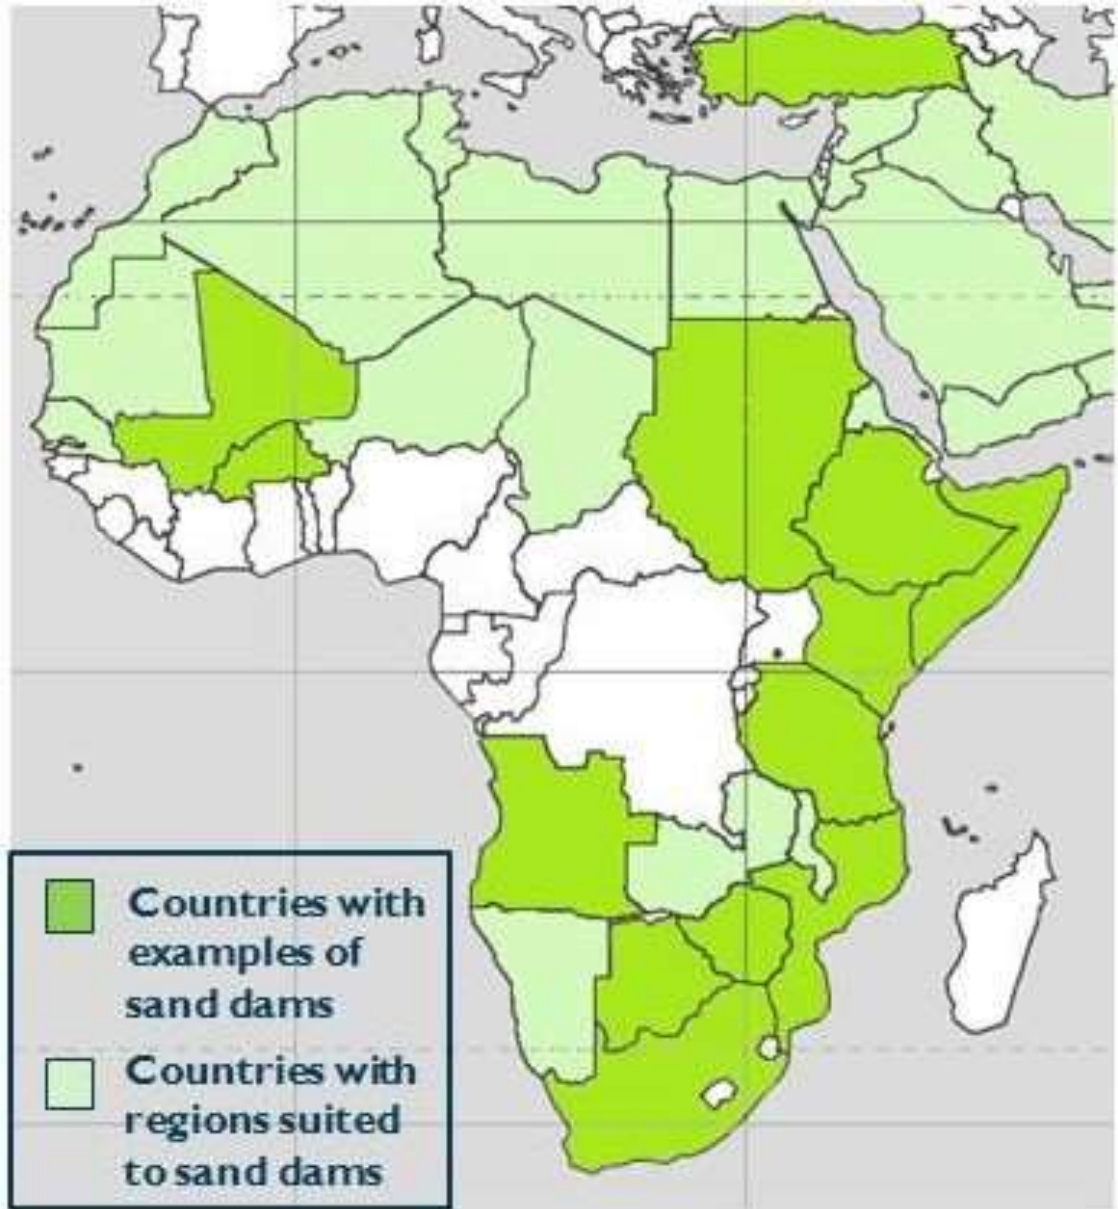 Countries with
examples of
sand dams
Countries with
regions suited
to sand dams